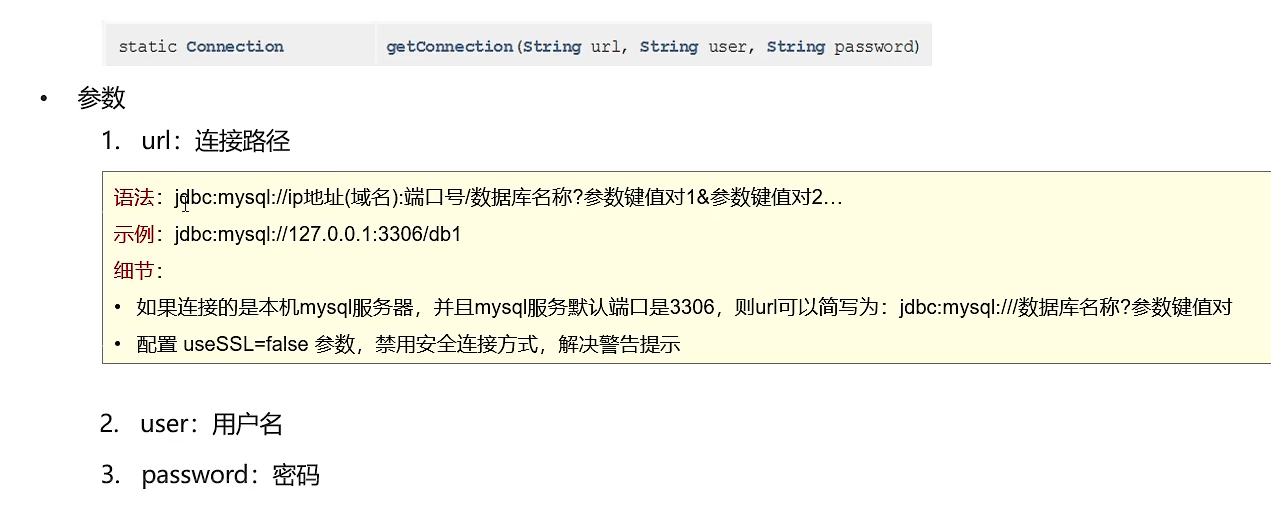 static Connection getConnection(String url, String user, String password)
• 参数
1. url：连接路径
语法：jdbc:mysql://ip地址(域名):端口号/数据库名称?参数键值对1&参数键值对2…
示例：jdbc:mysql://127.0.0.1:3306/db1
细节：
• 如果连接的是本机mysql服务器，并且mysql服务默认端口是3306，则url可以简写为：jdbc:mysql:///数据库名称?参数键值对
• 配置 useSSL=false 参数，禁用安全连接方式，解决警告提示
2. user：用户名
3. password：密码